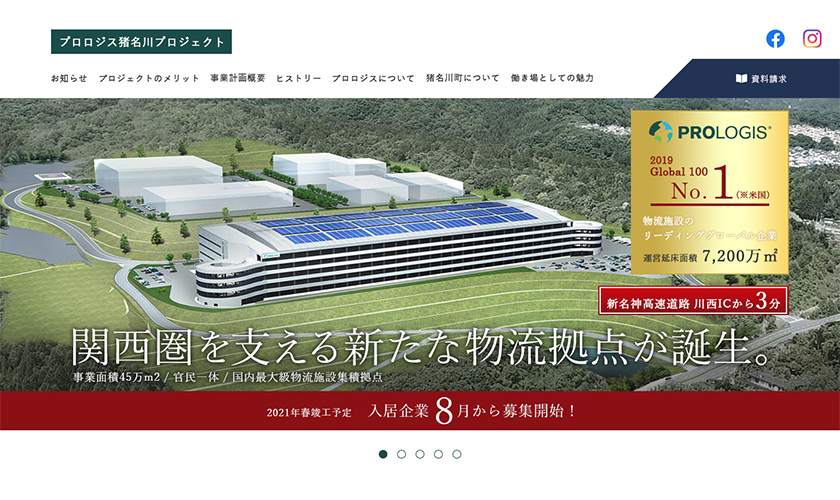 プロロジス猪名川プロジェクト
お知らせ プロジェクトのメリット 事業計画概要 ヒストリー プロロジスについて 猪名川町について 働き場としての魅力
資料請求
PROLOGIS®
2019
Global 100
No.1(※米国)
物流施設の
リーディンググローバル企業
運営延床面積 7,200万㎡
新名神高速道路 川西ICから3分
関西圏を支える新たな物流拠点が誕生。
事業面積45万m2 / 官民一体 / 国内最大級物流施設集積拠点
2021年春竣工予定 入居企業 8月から募集開始！